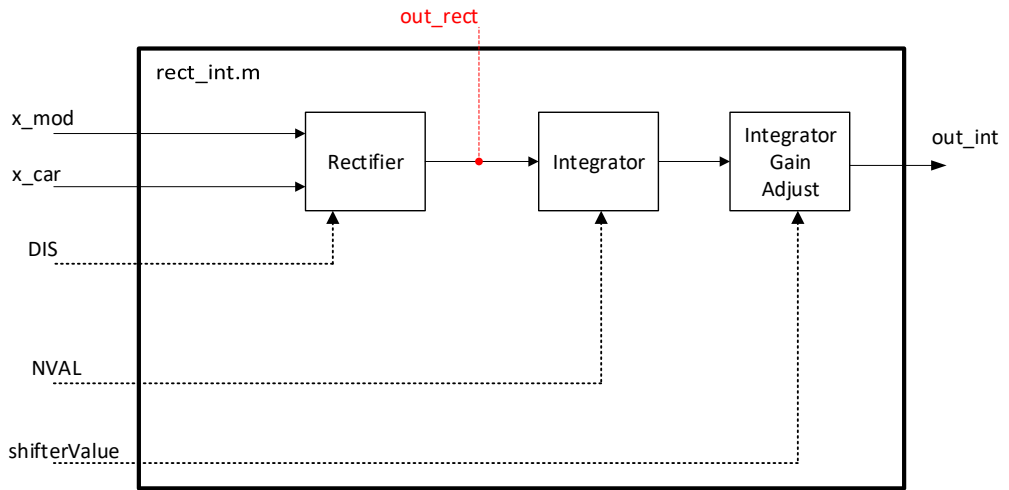 out_rect
rect_int.m
x_mod
x_car
Rectifier
Integrator
Integrator
Gain
Adjust
out_int
DIS
NVAL
shifterValue